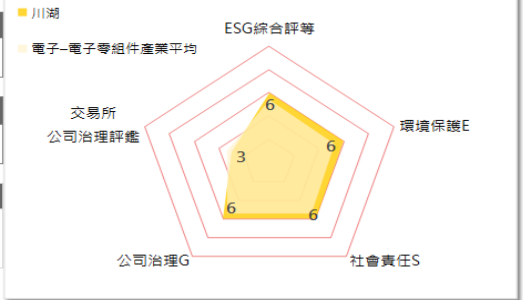 川湖
電子–電子零組件產業平均
ESG綜合評等
交易所
公司治理評鑑
環境保護E
6
6
3
6
6
公司治理G
社會責任S